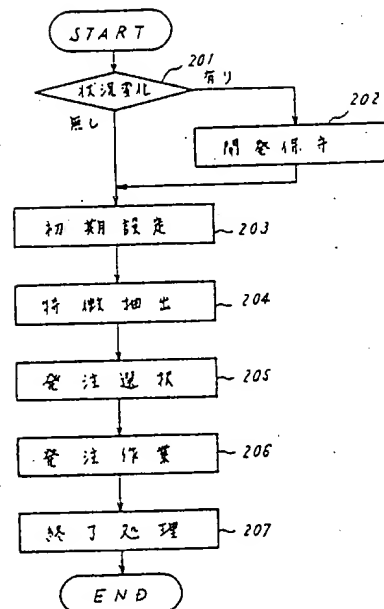 START
201
状況変化
有り
202
無し
開発保守
初期設定
203
特徴抽出
204
発注選択
205
発注作業
206
終了処理
207
END